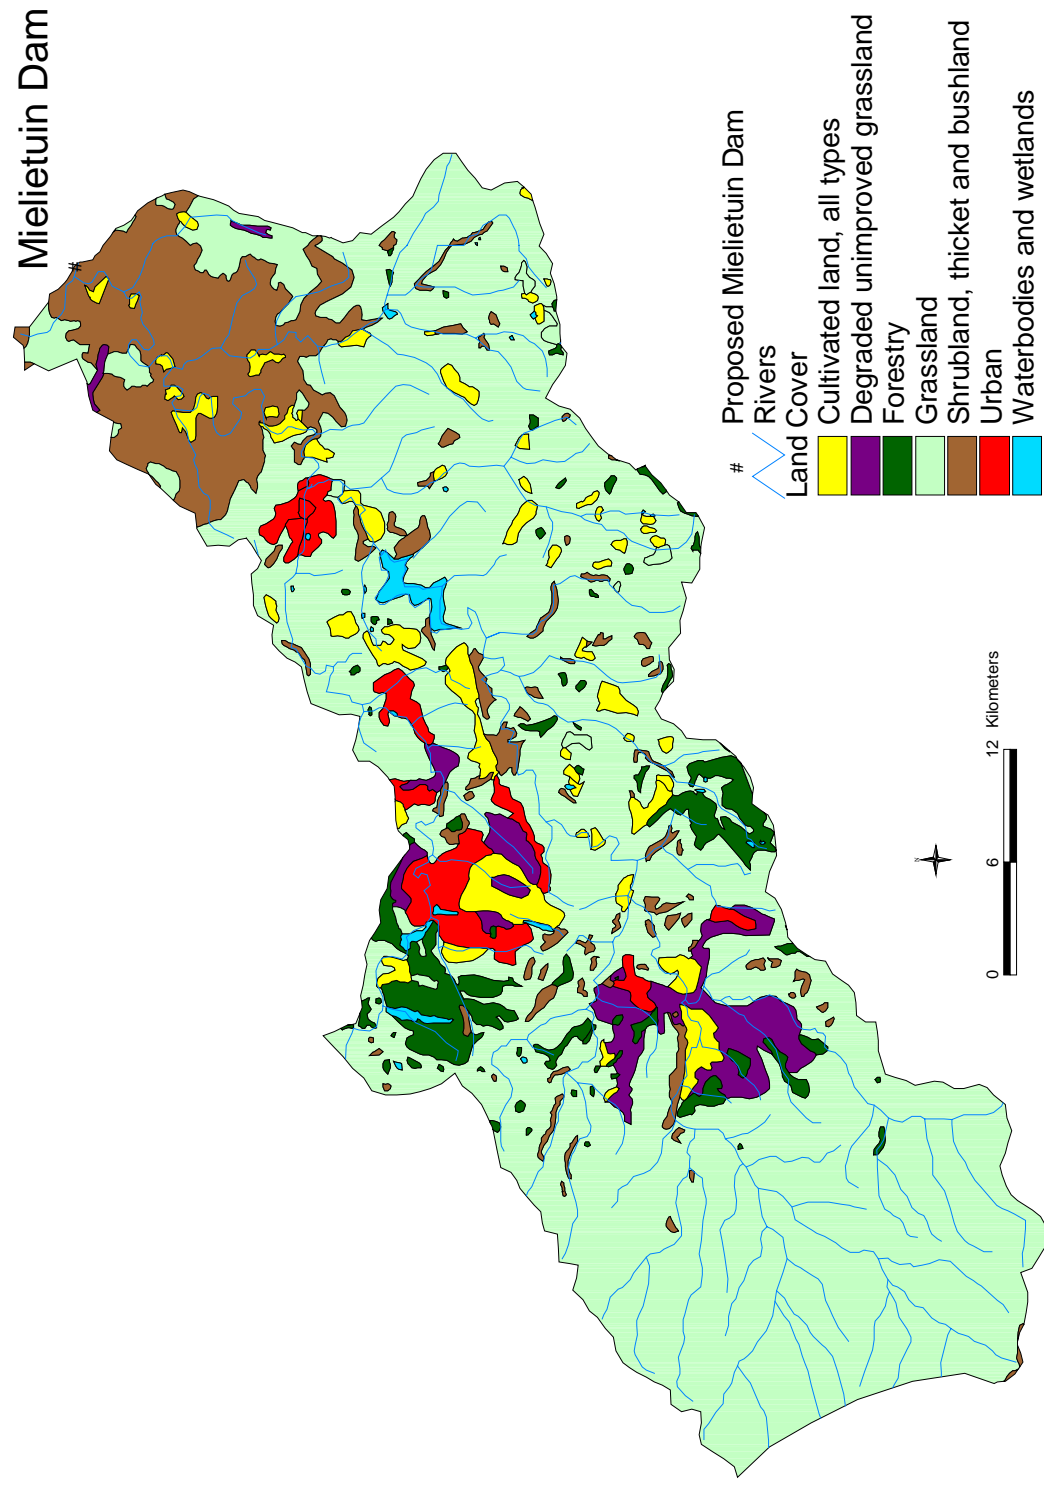 Mielietuin Dam
#
# Proposed Mielietuin Dam
Rivers
Land Cover
Cultivated land, all types
Degraded unimproved grassland
Forestry
Grassland
Shrubland, thicket and bushland
Urban
Waterbodies and wetlands
N
0 6 12 Kilometers